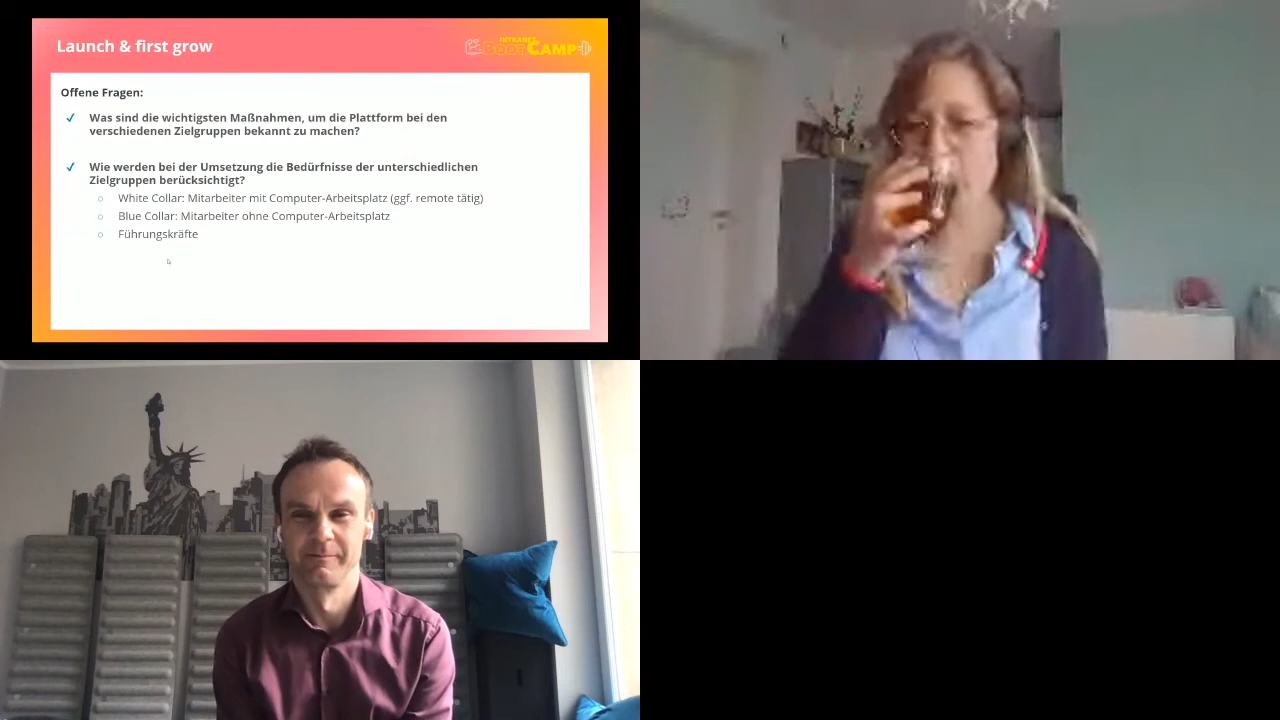 Launch & first grow
INTRANET
BOOTCAMP
Offene Fragen:
✓ Was sind die wichtigsten Maßnahmen, um die Plattform bei den
verschiedenen Zielgruppen bekannt zu machen?
✓ Wie werden bei der Umsetzung die Bedürfnisse der unterschiedlichen
Zielgruppen berücksichtigt?
○ White Collar: Mitarbeiter mit Computer-Arbeitsplatz (ggf. remote tätig)
○ Blue Collar: Mitarbeiter ohne Computer-Arbeitsplatz
○ Führungskräfte